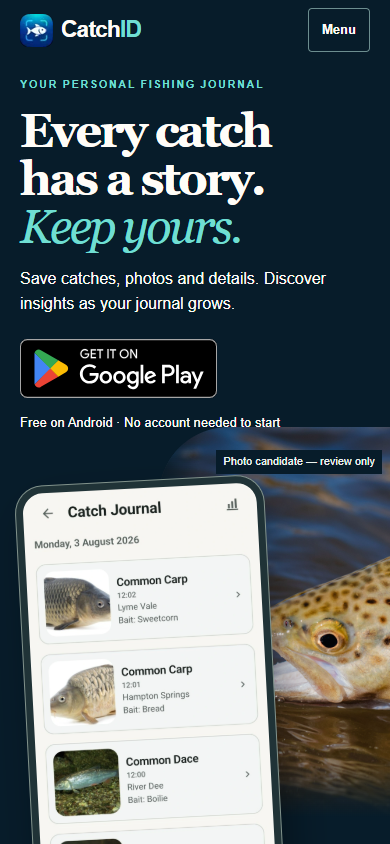 CatchID
Menu
YOUR PERSONAL FISHING JOURNAL
Every catch
has a story.
Keep yours.
Save catches, photos and details. Discover
insights as your journal grows.
GET IT ON
Google Play
Free on Android · No account needed to start
Photo candidate — review only
Catch Journal
Monday, 3 August 2026
Common Carp
12:02
Lyme Vale
Bait: Sweetcorn
Common Carp
12:01
Hampton Springs
Bait: Bread
Common Dace
12:00
River Dee
Bait: Boilie